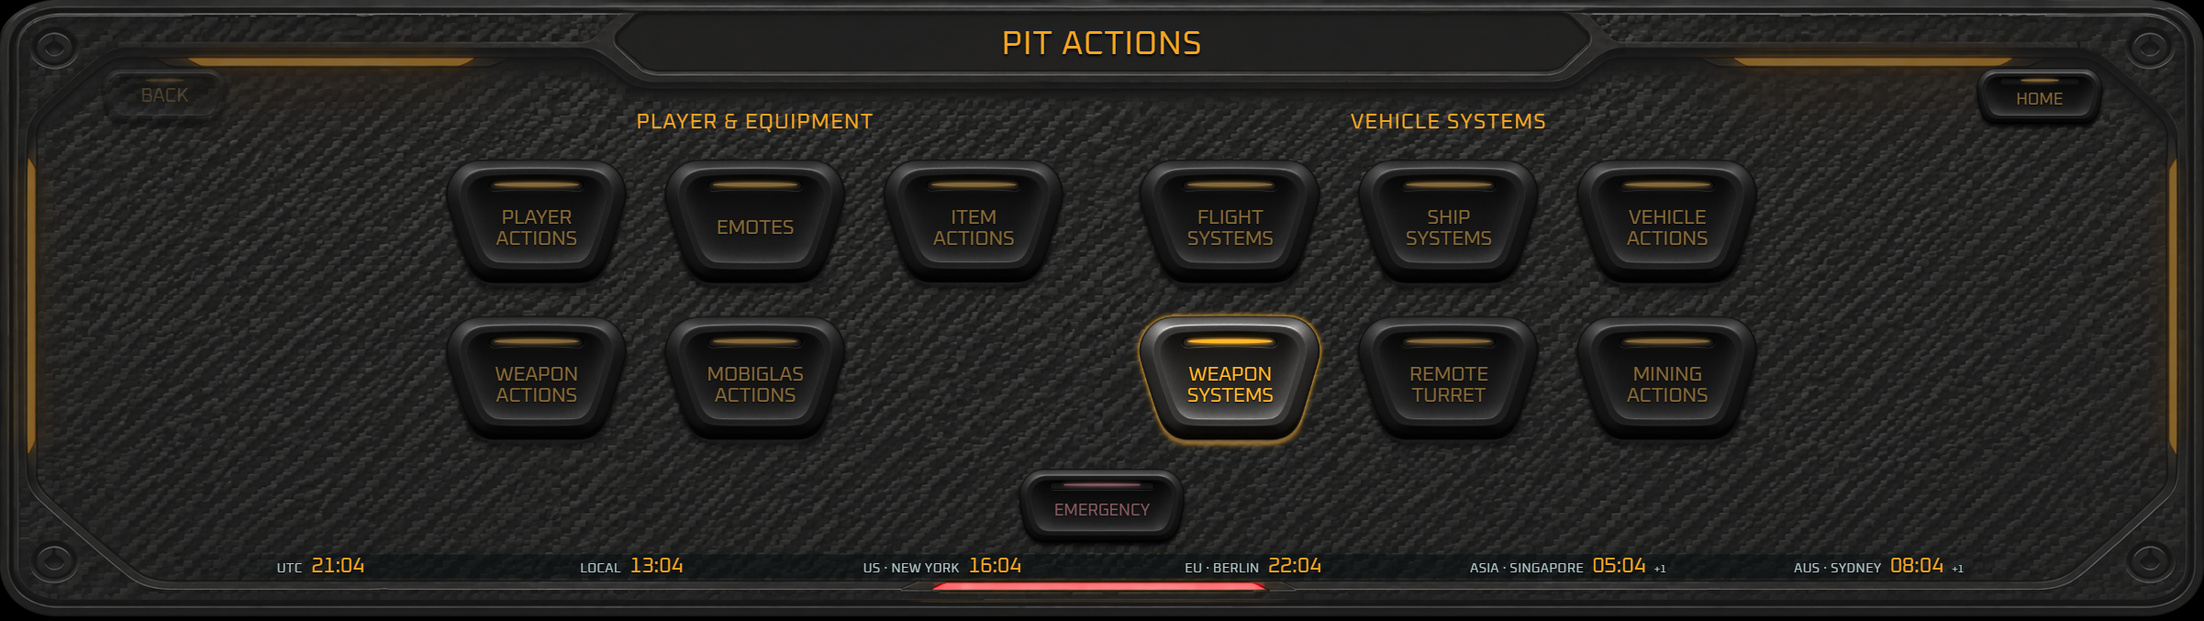 PIT ACTIONS
BACK
HOME
PLAYER & EQUIPMENT
VEHICLE SYSTEMS
PLAYER
ACTIONS
EMOTES
ITEM
ACTIONS
FLIGHT
SYSTEMS
SHIP
SYSTEMS
VEHICLE
ACTIONS
WEAPON
ACTIONS
MOBIGLAS
ACTIONS
WEAPON
SYSTEMS
REMOTE
TURRET
MINING
ACTIONS
EMERGENCY
UTC 21:04
LOCAL 13:04
US · NEW YORK 16:04
EU · BERLIN 22:04
ASIA · SINGAPORE 05:04 +1
AUS · SYDNEY 08:04 +1